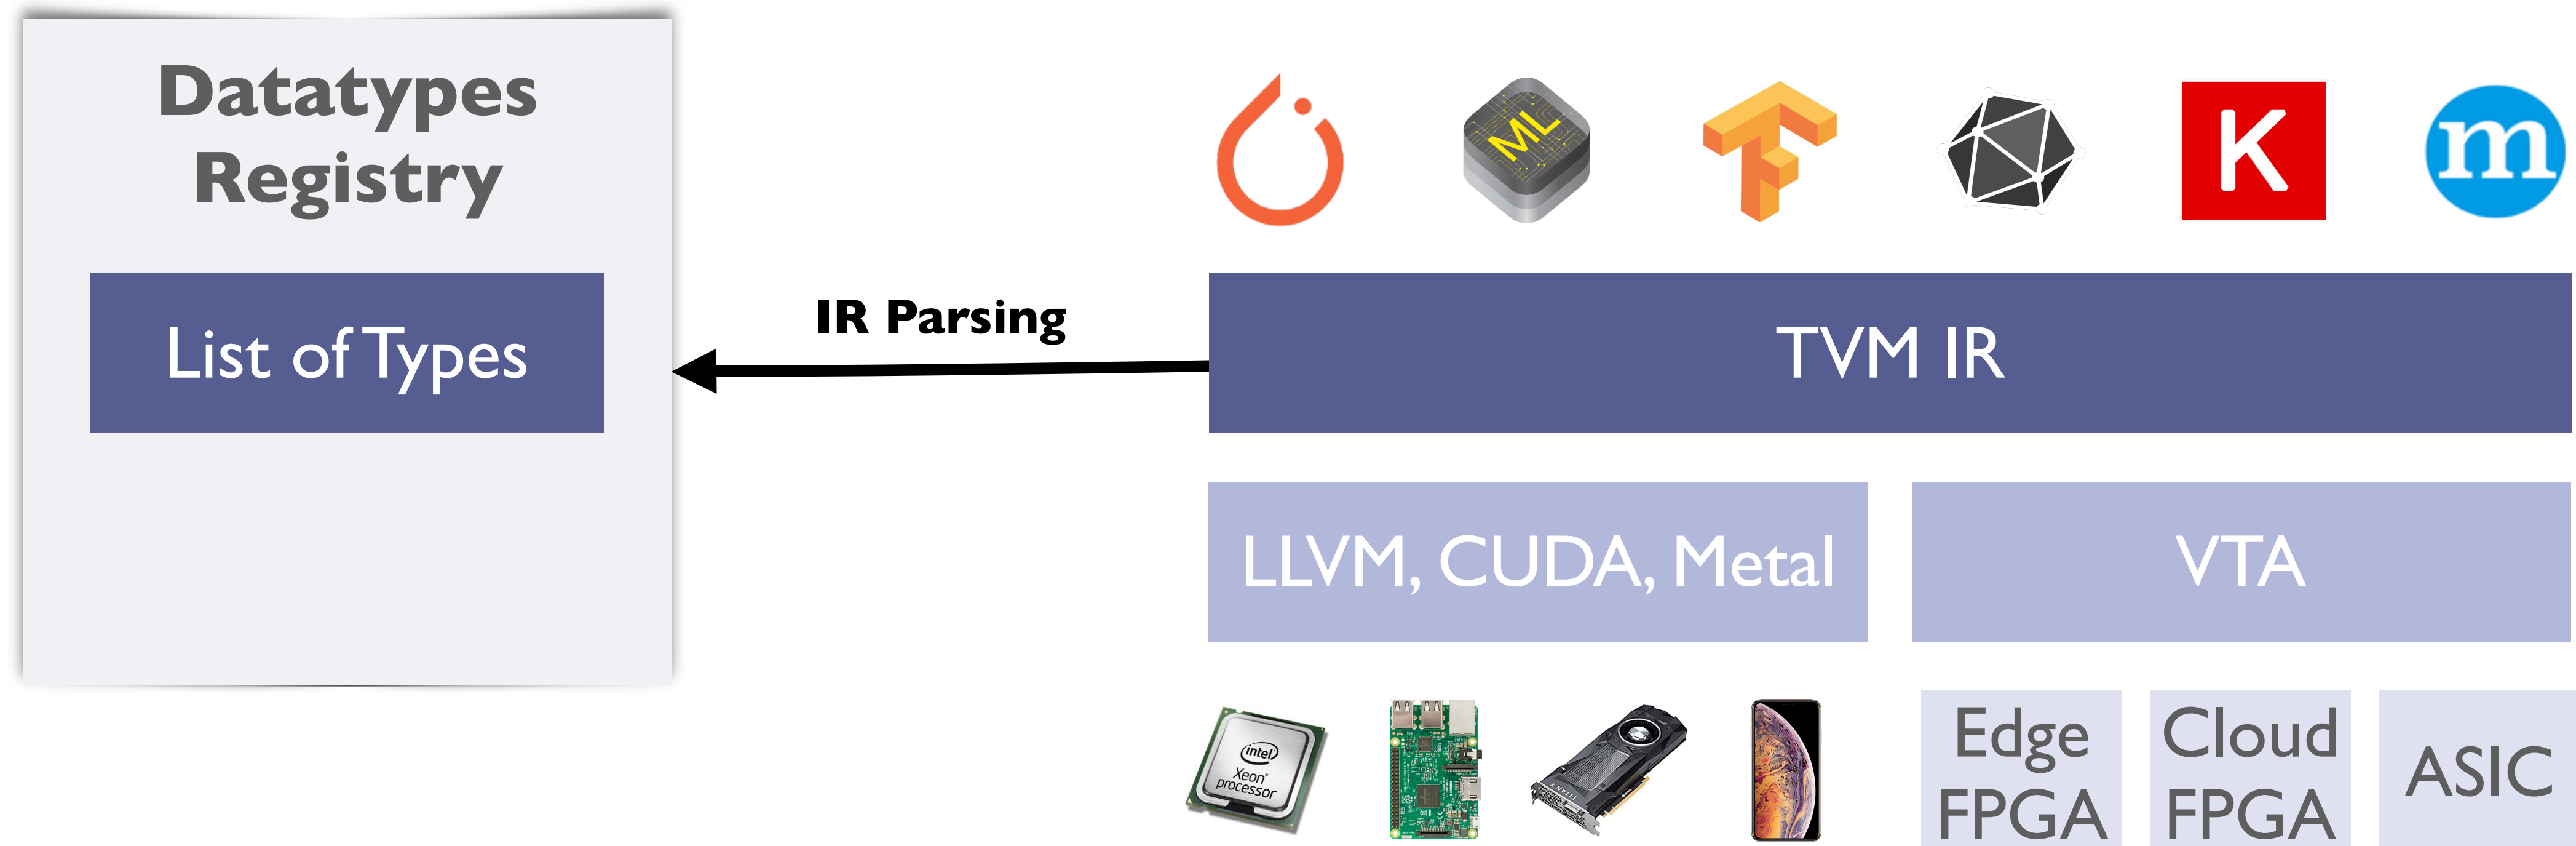 Datatypes
Registry
List of Types
IR Parsing
ML
K
m
TVM IR
LLVM, CUDA, Metal
VTA
intel
Xeon®
processor
TITAN X
Edge
FPGA
Cloud
FPGA
ASIC